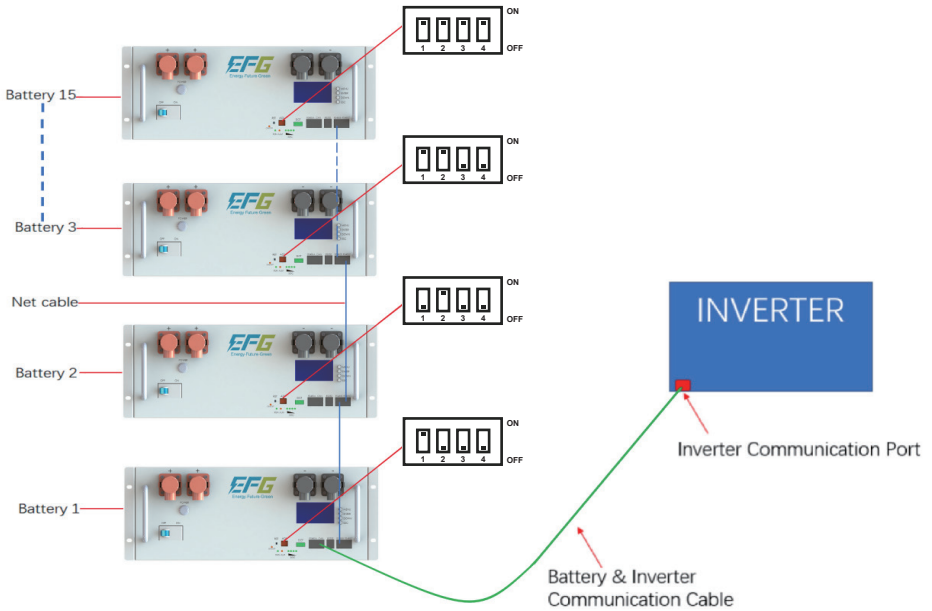 ON
1 2 3 4
OFF
EFG
Energy Future Green
Battery 15
ON
1 2 3 4
OFF
EFG
Energy Future Green
Battery 3
Net cable
ON
1 2 3 4
OFF
EFG
Energy Future Green
Battery 2
ON
1 2 3 4
OFF
EFG
Energy Future Green
Battery 1
INVERTER
Inverter Communication Port
Battery & Inverter
Communication Cable